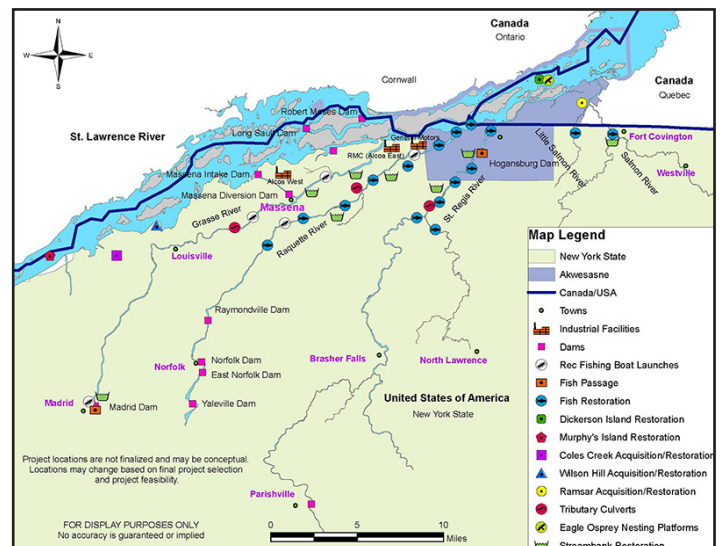 N
W
E
S
Canada
Ontario
Cornwall
Canada
Quebec
St. Lawrence River
Robert Moses Dam
Long Sault Dam
General Motors
RMC (Alcoa East)
Massena Intake Dam
Alcoa West
Massena Diversion Dam
Massena
Hogansburg Dam
Little Salmon River
Salmon River
Fort Covington
Westville
Grasse River
Raquette River
St. Regis River
Louisville
Raymondville Dam
Norfolk
Norfolk Dam
East Norfolk Dam
Yaleville Dam
Brasher Falls
North Lawrence
Madrid
Madrid Dam
United States of America
New York State
Parishville
Project locations are not finalized and may be conceptual.
Locations may change based on final project selection
and project feasibility.
FOR DISPLAY PURPOSES ONLY
No accuracy is guaranteed or implied
0
5
10
Miles
Map Legend
New York State
Akwesasne
Canada/USA
Towns
Industrial Facilities
Dams
Rec Fishing Boat Launches
Fish Passage
Fish Restoration
Dickerson Island Restoration
Murphy's Island Restoration
Coles Creek Acquisition/Restoration
Wilson Hill Acquisition/Restoration
Ramsar Acquisition/Restoration
Tributary Culverts
Eagle Osprey Nesting Platforms
Streambank Restoration